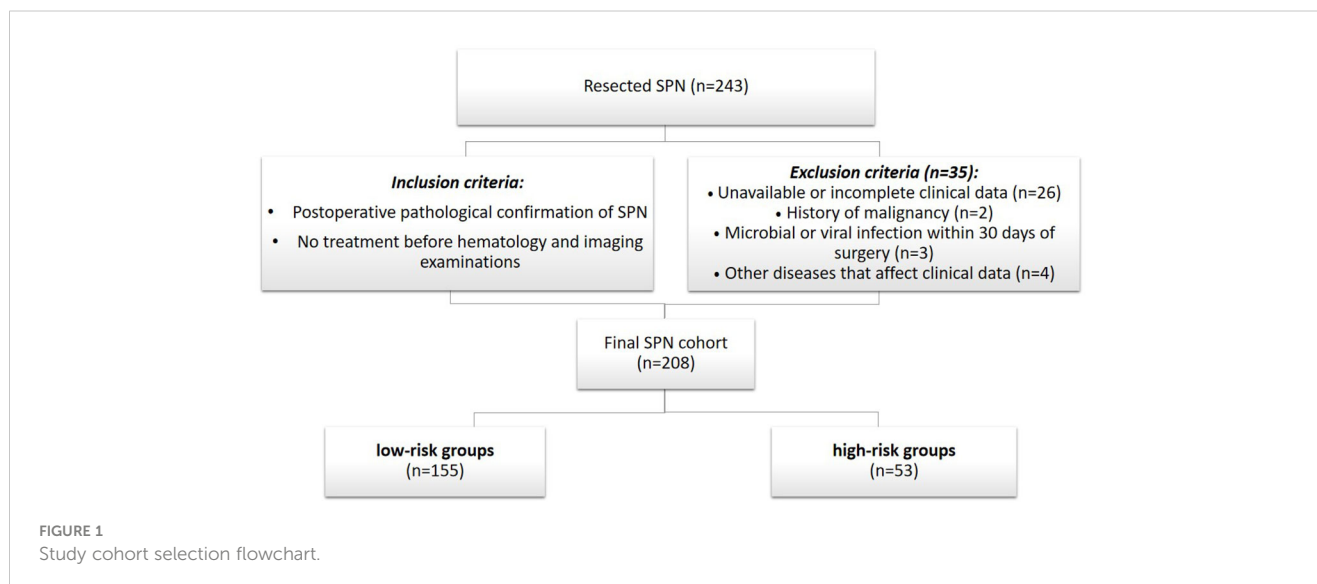 Resected SPN (n=243)
Inclusion criteria:
• Postoperative pathological confirmation of SPN
• No treatment before hematology and imaging
examinations
Exclusion criteria (n=35):
• Unavailable or incomplete clinical data (n=26)
• History of malignancy (n=2)
• Microbial or viral infection within 30 days of
surgery (n=3)
• Other diseases that affect clinical data (n=4)
Final SPN cohort
(n=208)
low-risk groups
(n=155)
high-risk groups
(n=53)
FIGURE 1
Study cohort selection flowchart.